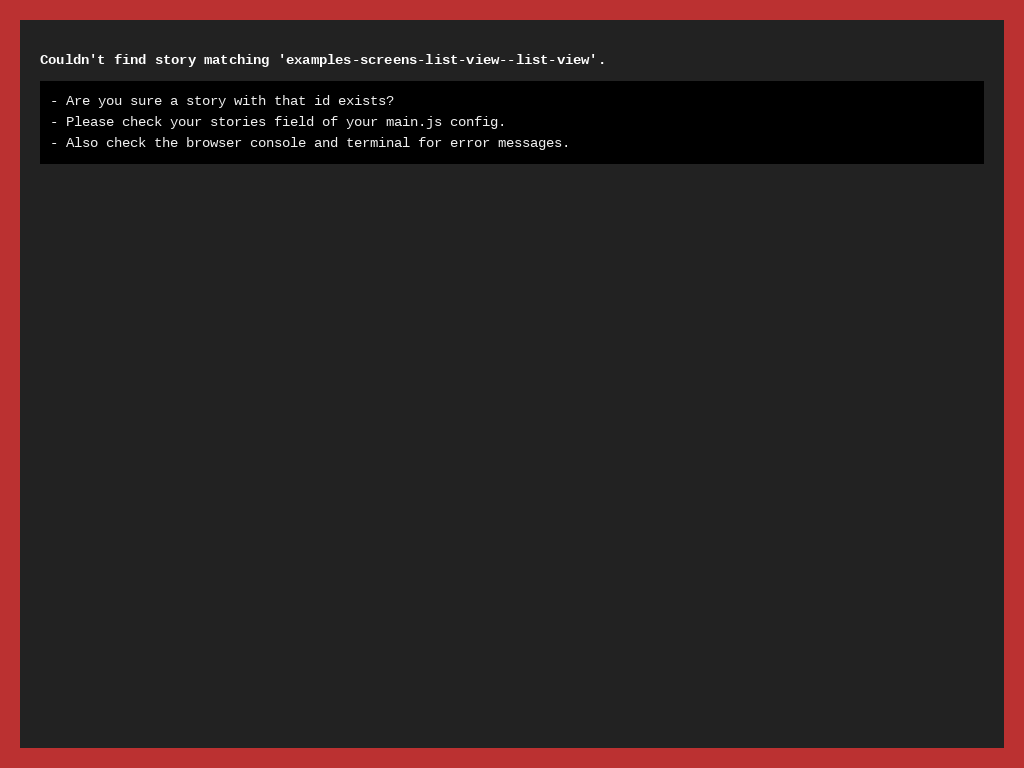 Couldn't find story matching 'examples-screens-list-view--list-view'.
- Are you sure a story with that id exists?
- Please check your stories field of your main.js config.
- Also check the browser console and terminal for error messages.